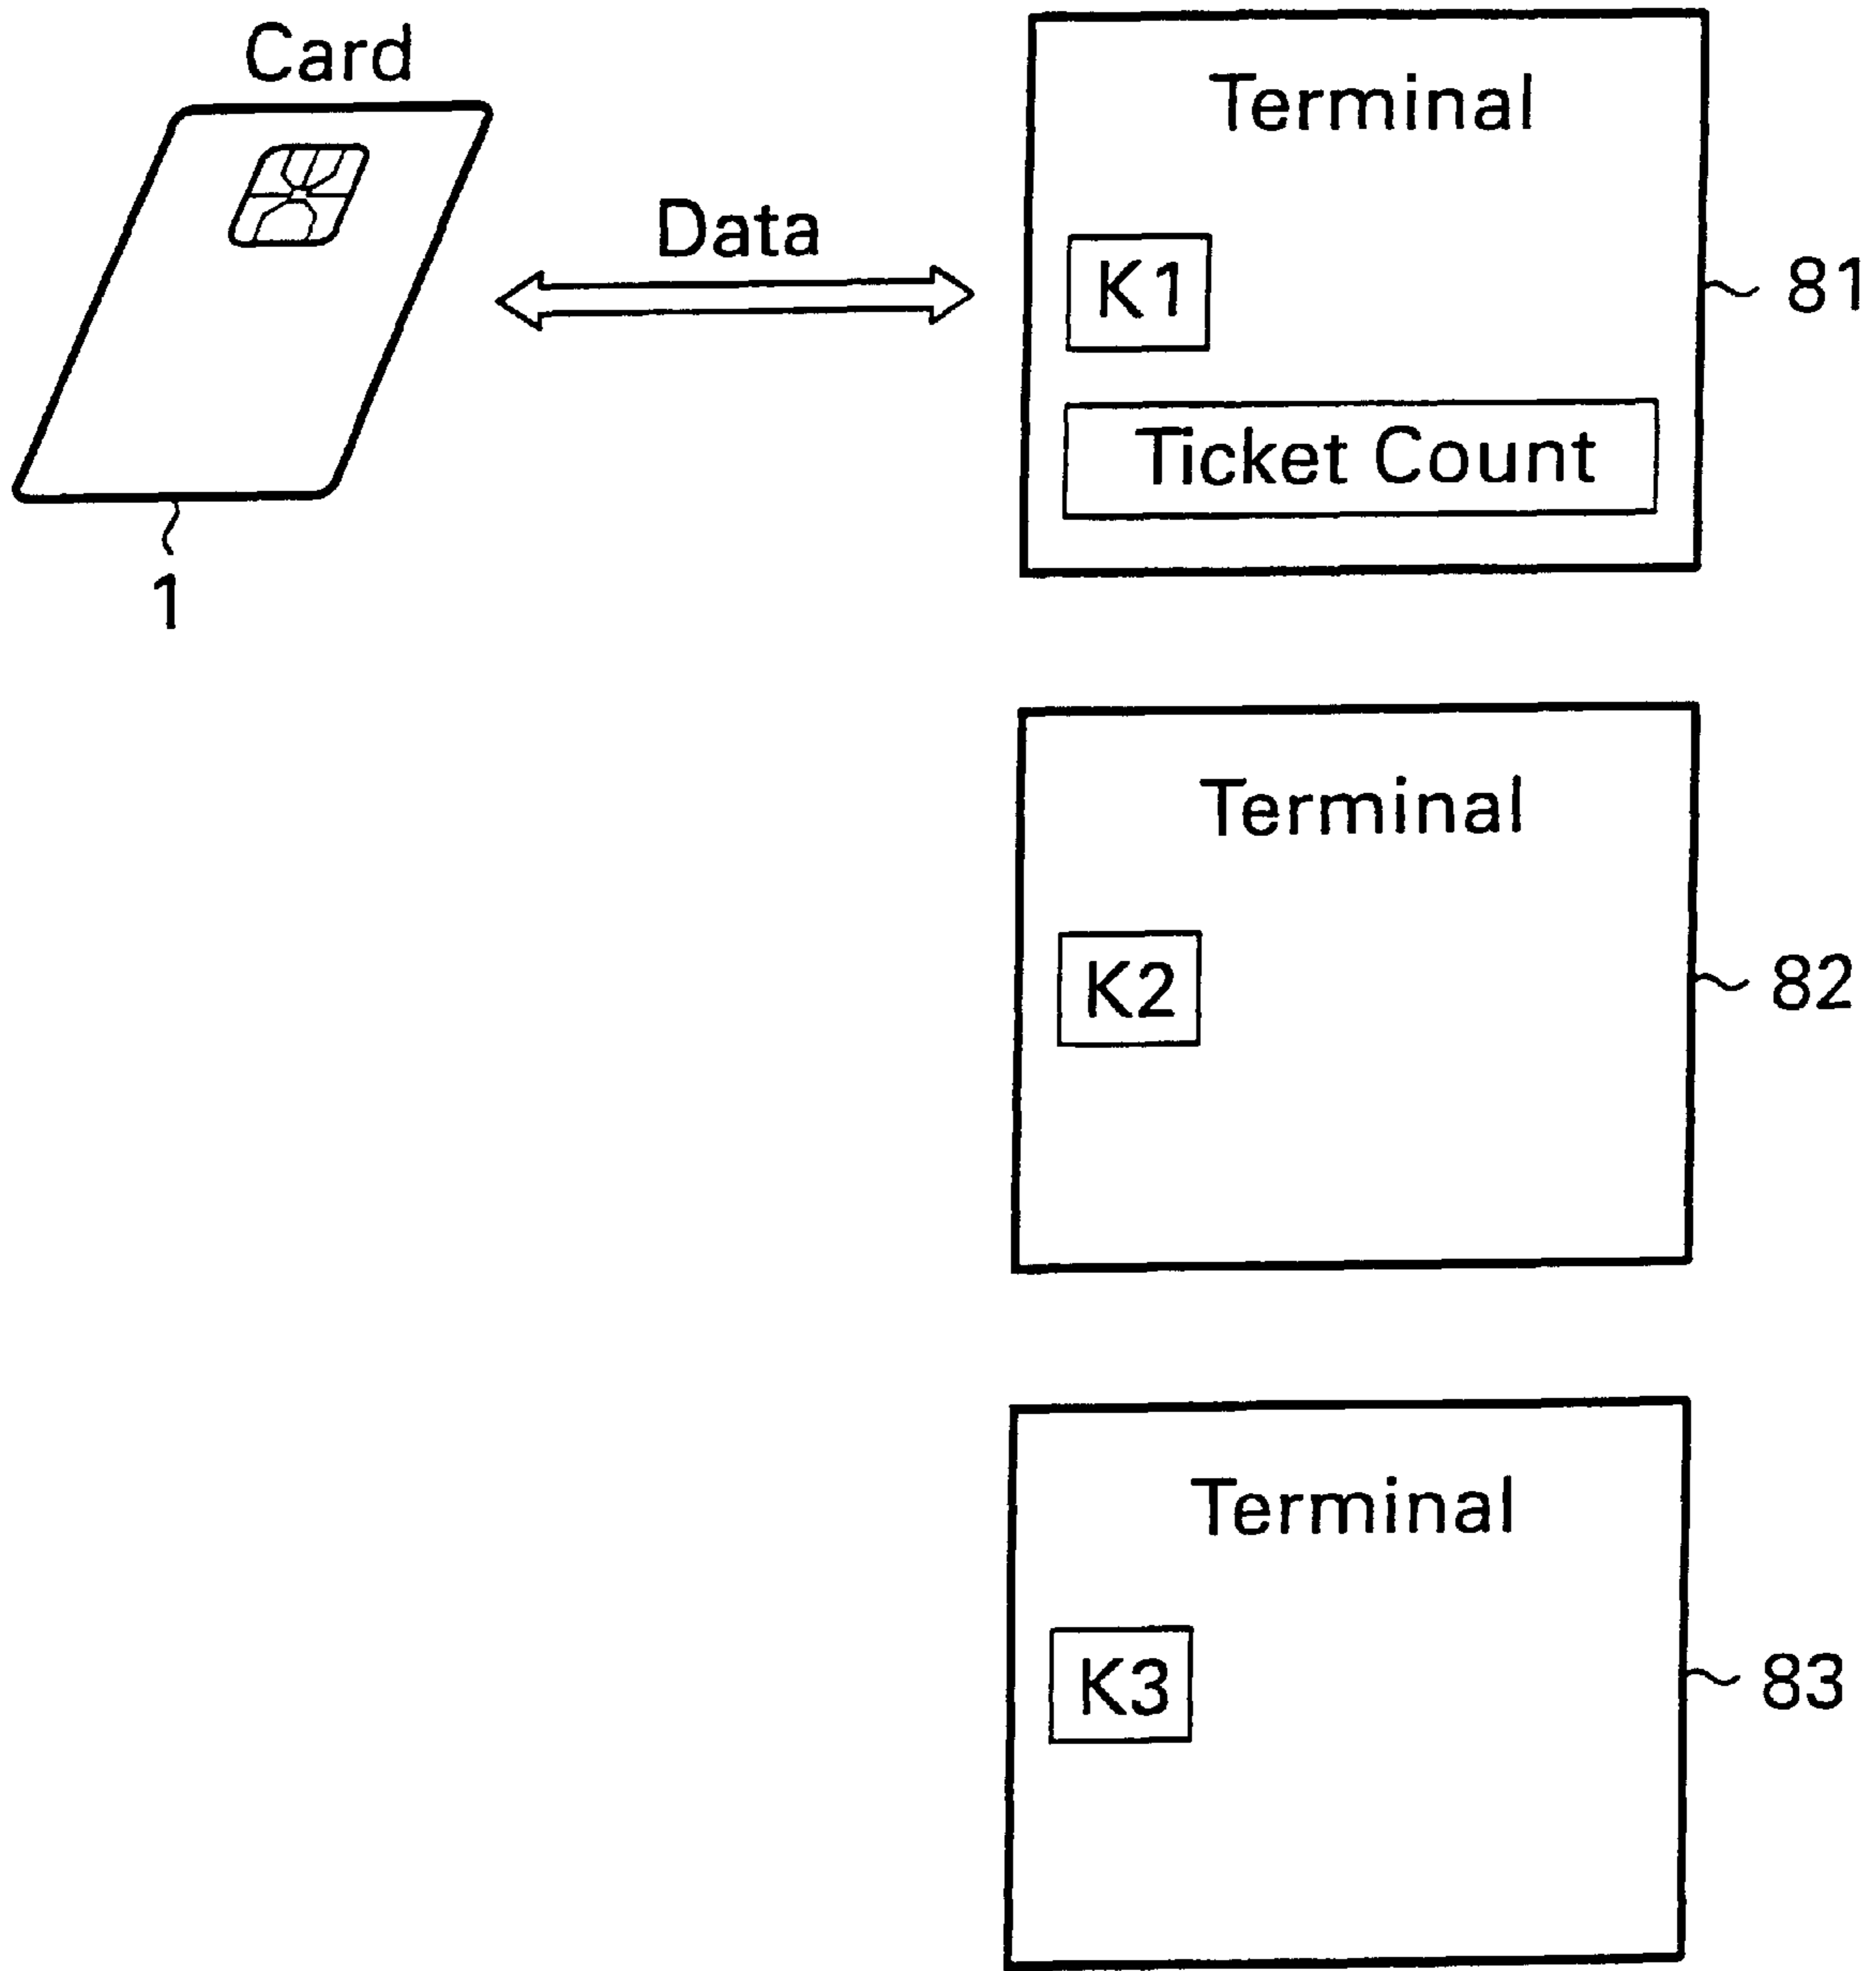 Card
1
Data
Terminal
K1
Ticket Count
81
Terminal
K2
82
Terminal
K3
83